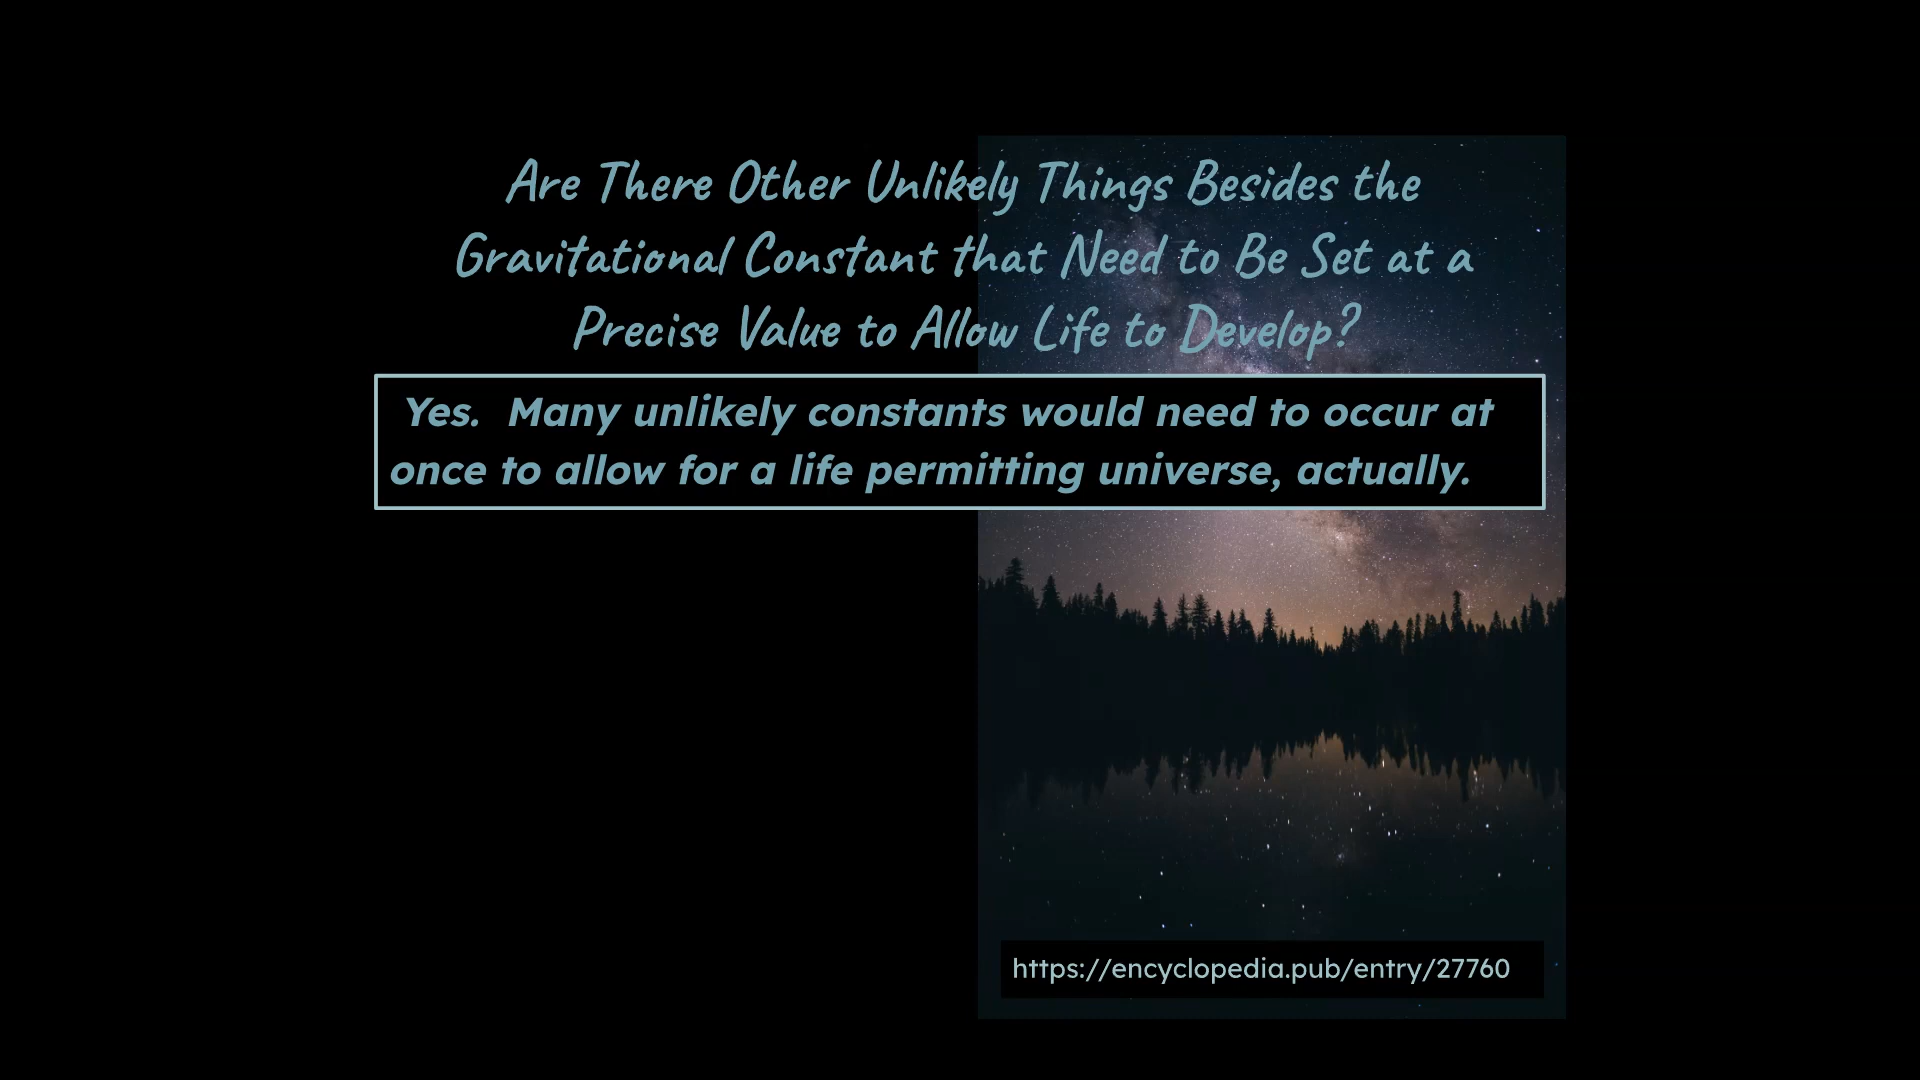 Are There Other Unlikely Things Besides the
Gravitational Constant that Need to Be Set at a
Precise Value to Allow Life to Develop?
Yes.  Many unlikely constants would need to occur at
once to allow for a life permitting universe, actually.
https://encyclopedia.pub/entry/27760